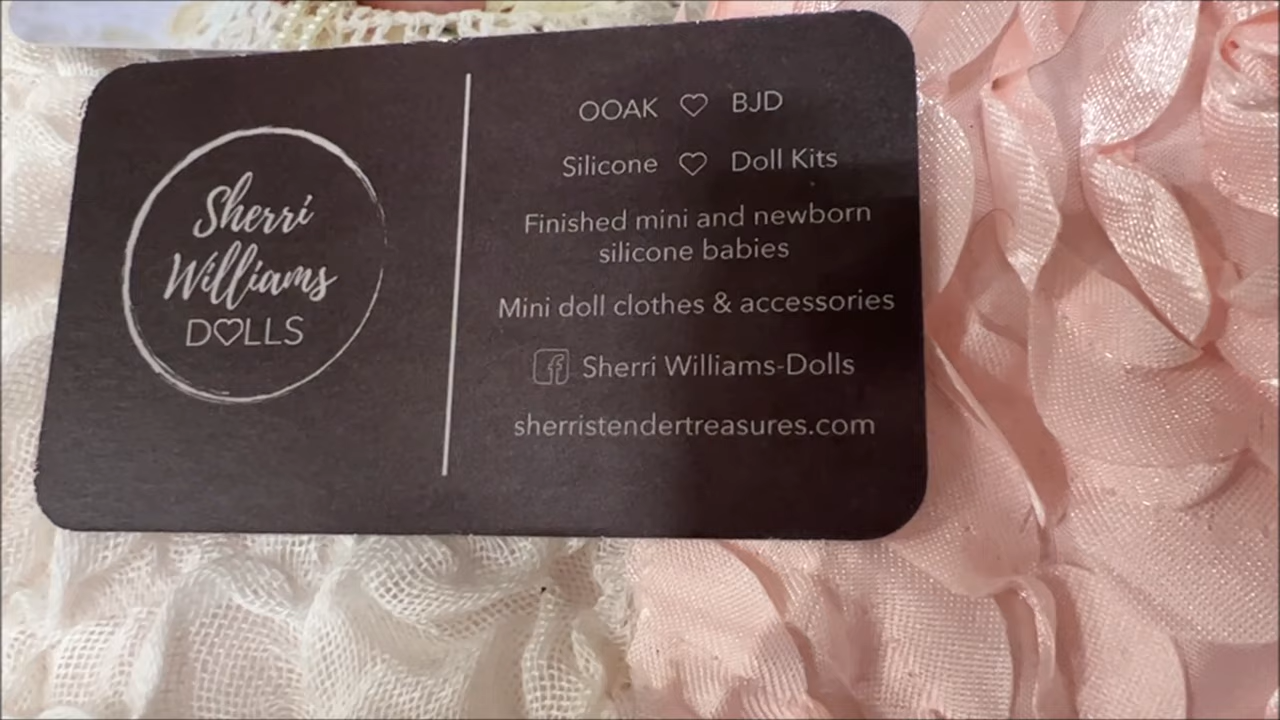 Sherri
Williams
DOLLS
OOAK ♡ BJD
Silicone ♡ Doll Kits
Finished mini and newborn
silicone babies
Mini doll clothes & accessories
f Sherri Williams-Dolls
sherristendertreasures.com